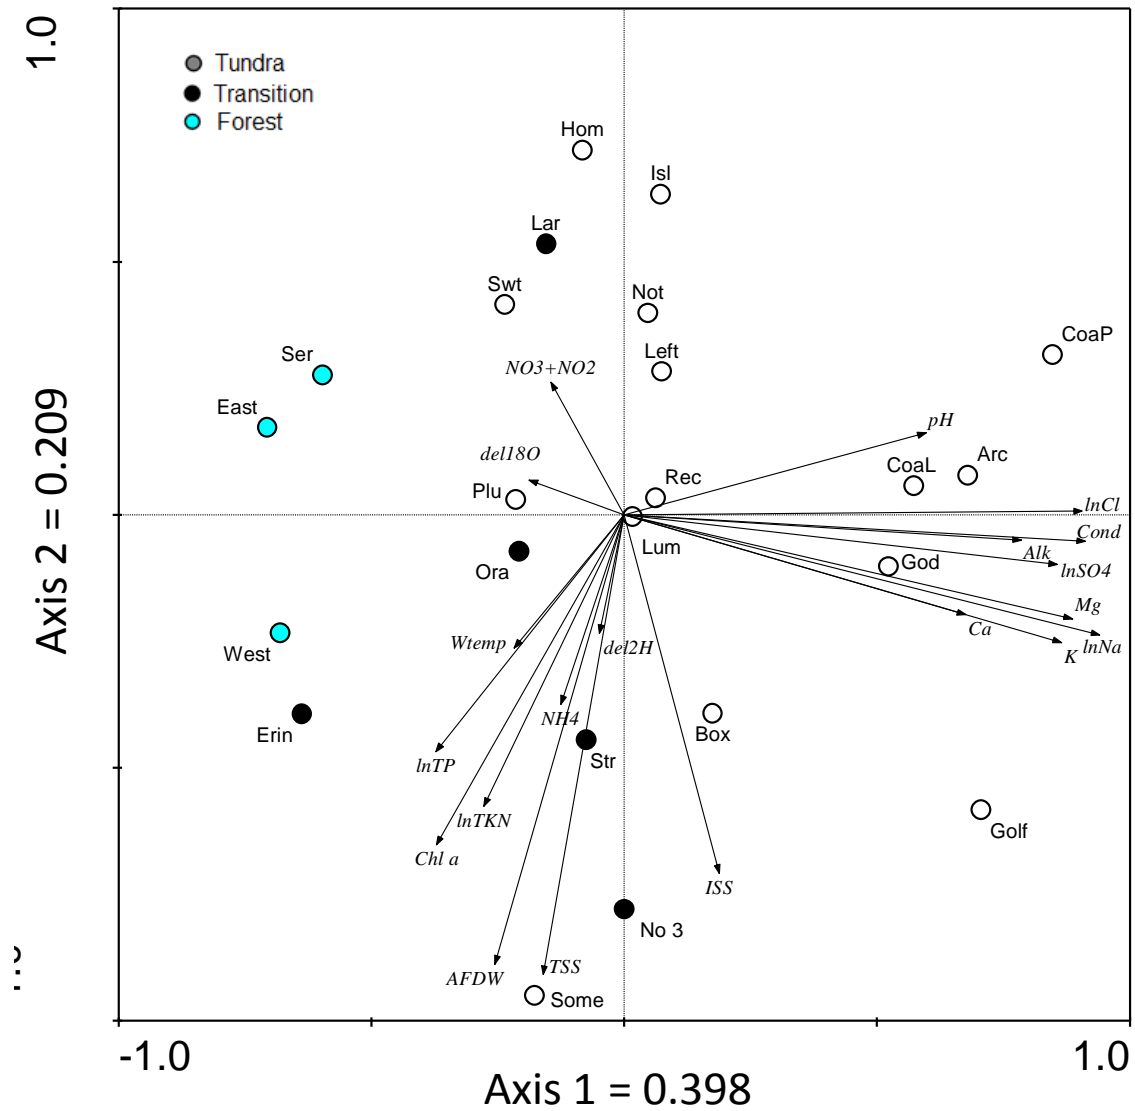 1.0
Tundra
Transition
Forest
Hom
Isl
Lar
Swt
Not
CoaP
Ser
Left
NO3+NO2
East
pH
del18O
Arc
CoaL
Plu
Rec
lnCl
Cond
Lum
Alk
Ora
God
lnSO4
Mg
Ca
Wtemp
del2H
K
lnNa
West
NH4
Erin
Box
Str
lnTP
lnTKN
Golf
Chl a
ISS
No 3
TSS
AFDW
Some
Axis 2 = 0.209
-1.0
1.0
Axis 1 = 0.398